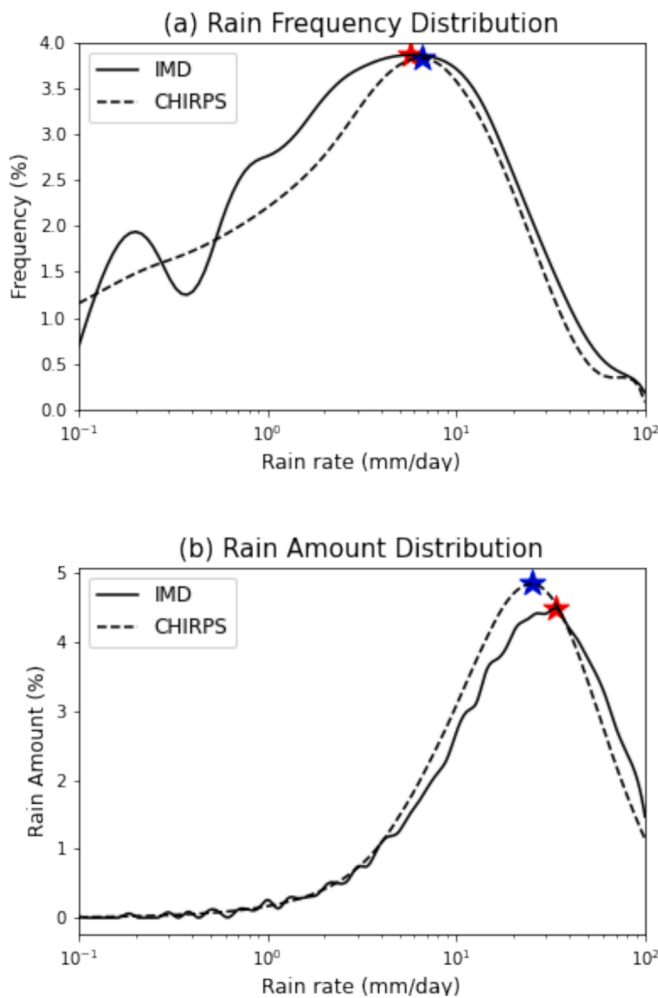 (a) Rain Frequency Distribution
4.0
3.5
3.0
2.5
2.0
1.5
1.0
0.5
0.0
Frequency (%)
IMD
CHIRPS
10⁻¹ 10⁰ 10¹ 10²
Rain rate (mm/day)
(b) Rain Amount Distribution
5
4
3
2
1
0
Rain Amount (%)
IMD
CHIRPS
10⁻¹ 10⁰ 10¹ 10²
Rain rate (mm/day)